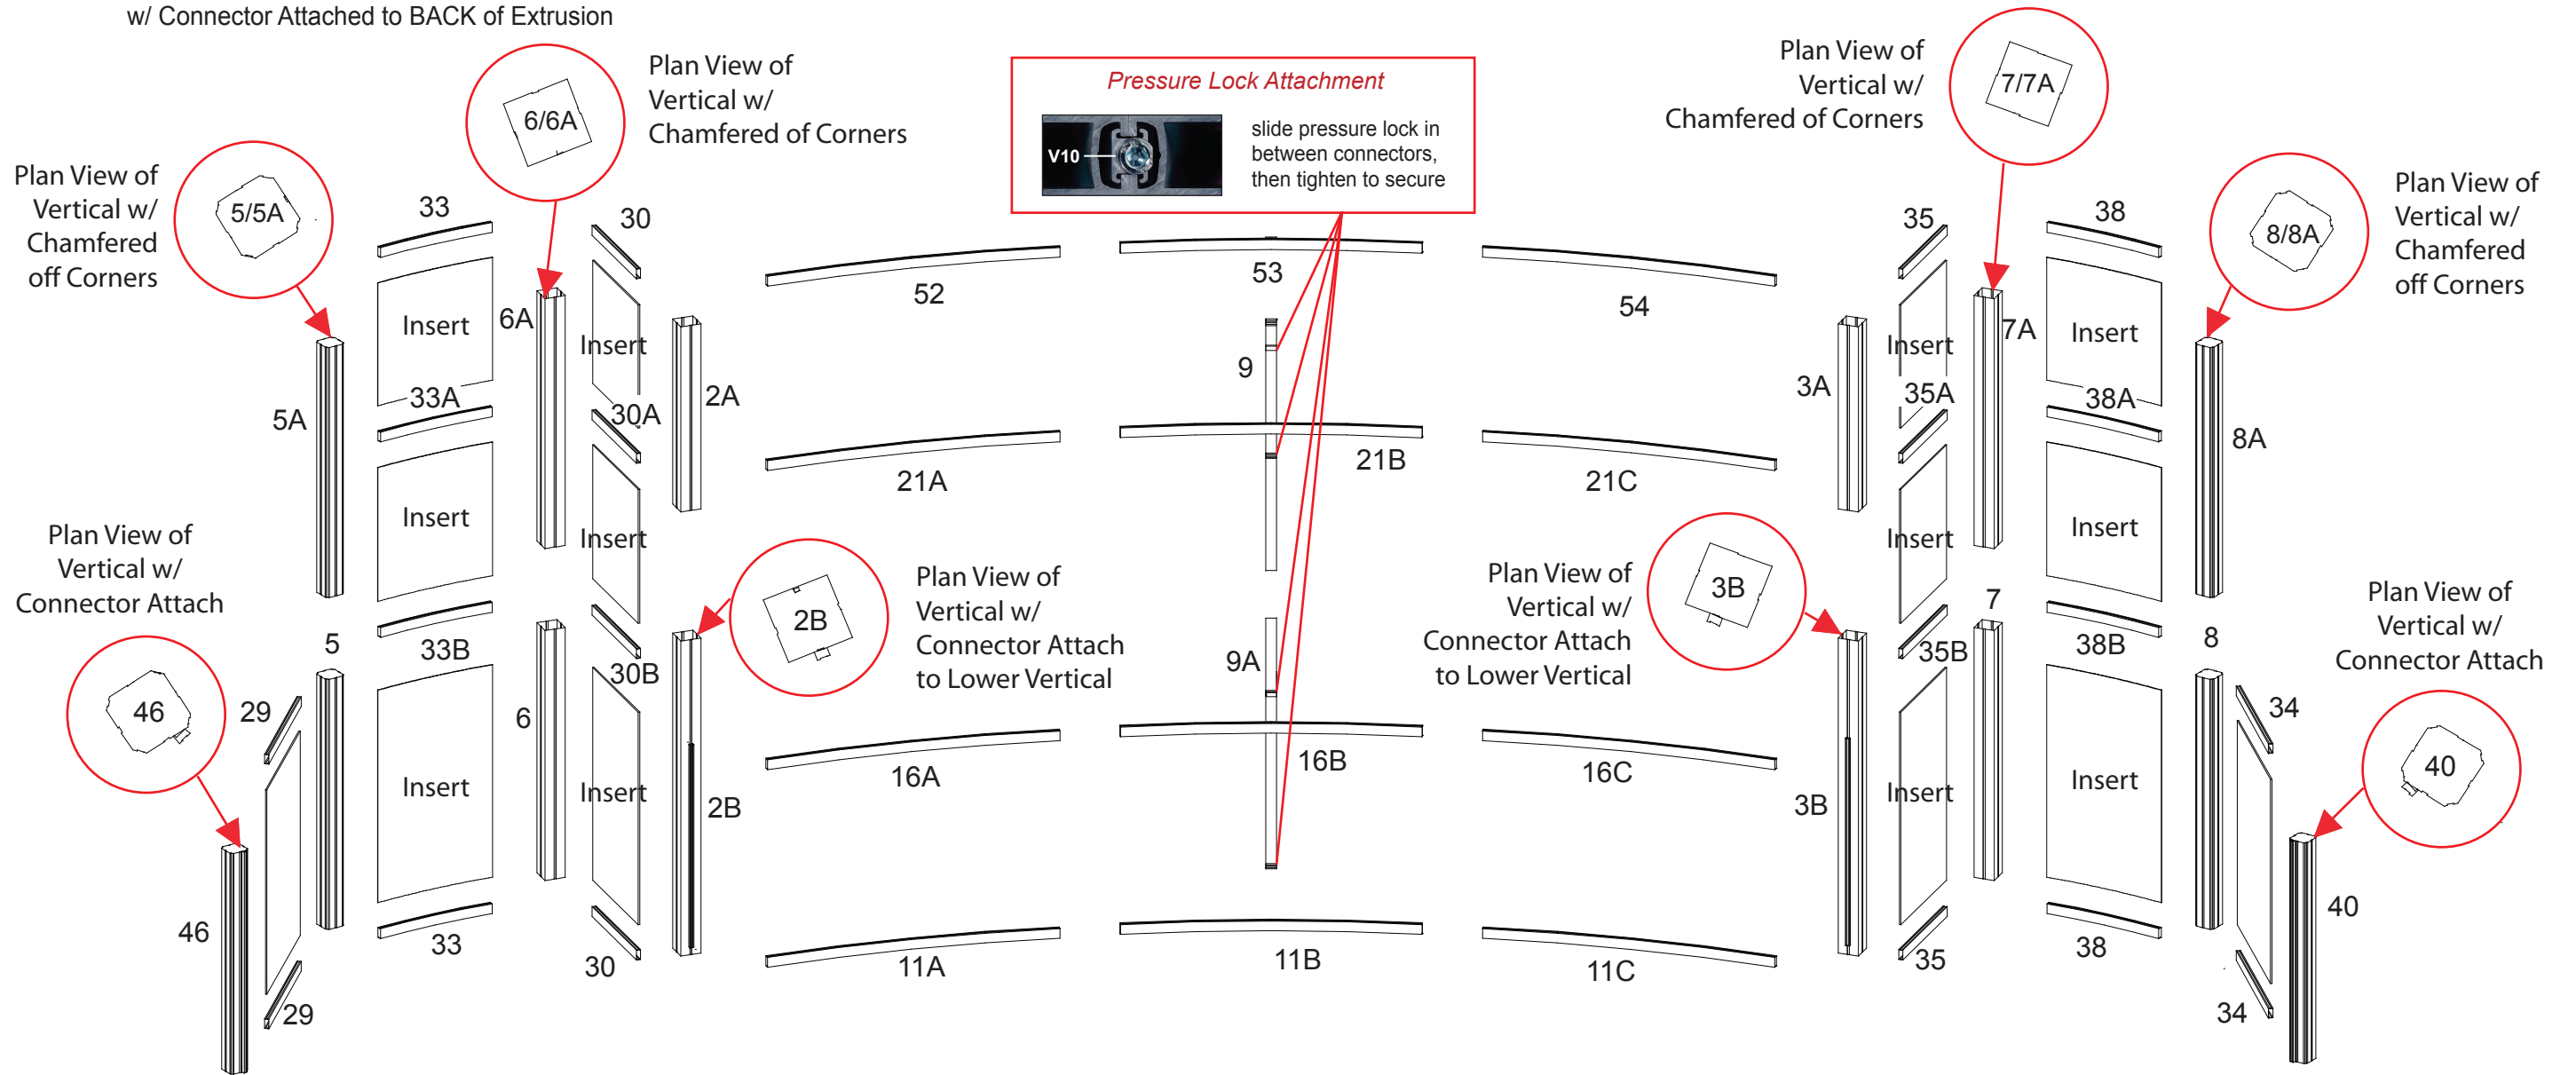 w/ Connector Attached to BACK of Extrusion
Plan View of
Vertical w/
Chamfered of Corners
6/6A
Pressure Lock Attachment
V10
slide pressure lock in
between connectors,
then tighten to secure
Plan View of
Vertical w/
Chamfered of Corners
7/7A
Plan View of
Vertical w/
Chamfered
off Corners
5/5A
Plan View of
Vertical w/
Chamfered
off Corners
8/8A
33
30
52
53
54
35
38
Insert
6A
Insert
2A
9
3A
Insert
7A
Insert
5A
33A
30A
35A
38A
8A
21A
21B
21C
Insert
Insert
Insert
Insert
Plan View of
Vertical w/
Connector Attach
46
2B
Plan View of
Vertical w/
Connector Attach
to Lower Vertical
Plan View of
Vertical w/
Connector Attach
to Lower Vertical
3B
Plan View of
Vertical w/
Connector Attach
40
5
33B
30B
9A
7
35B
38B
8
29
6
34
16A
16B
16C
Insert
Insert
2B
3B
Insert
Insert
46
33
30
11A
11B
11C
35
38
40
29
34